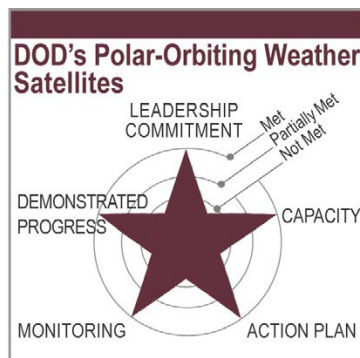 DOD's Polar-Orbiting Weather
Satellites
LEADERSHIP
COMMITMENT
Met
Partially Met
Not Met
DEMONSTRATED
PROGRESS
CAPACITY
MONITORING
ACTION PLAN